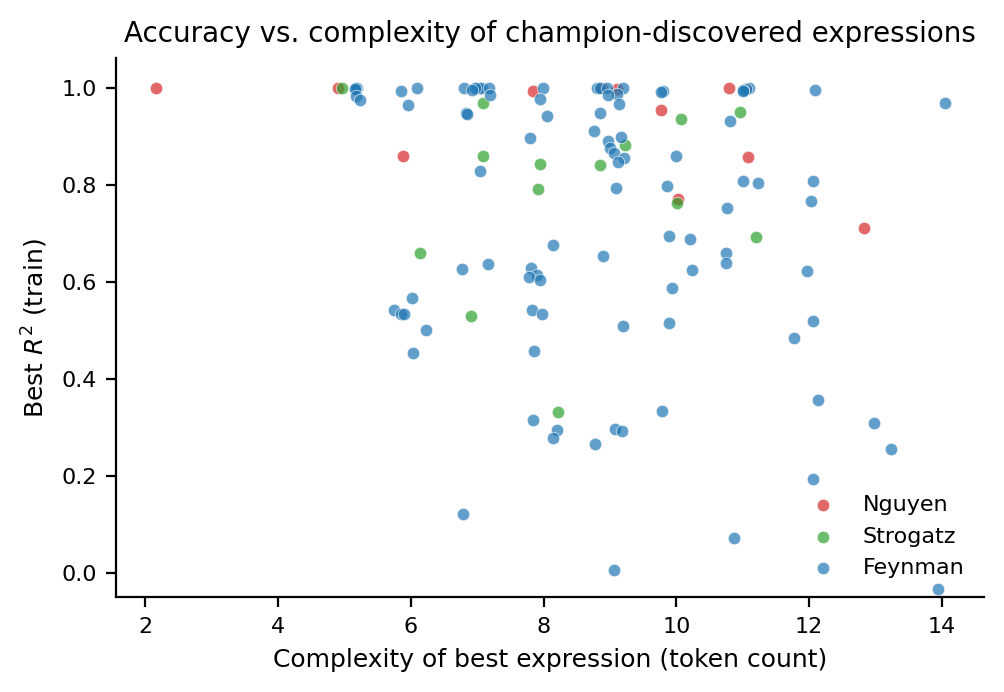 Accuracy vs. complexity of champion-discovered expressions
1.0
0.8
0.6
0.4
0.2
0.0
Best R² (train)
Nguyen
Strogatz
Feynman
2
4
6
8
10
12
14
Complexity of best expression (token count)